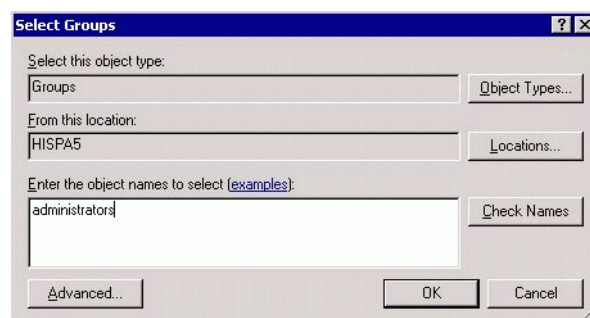 Select Groups
Select this object type:
Groups
Object Types...
From this location:
HISPA5
Locations...
Enter the object names to select (examples):
administrators
Check Names
Advanced...
OK
Cancel